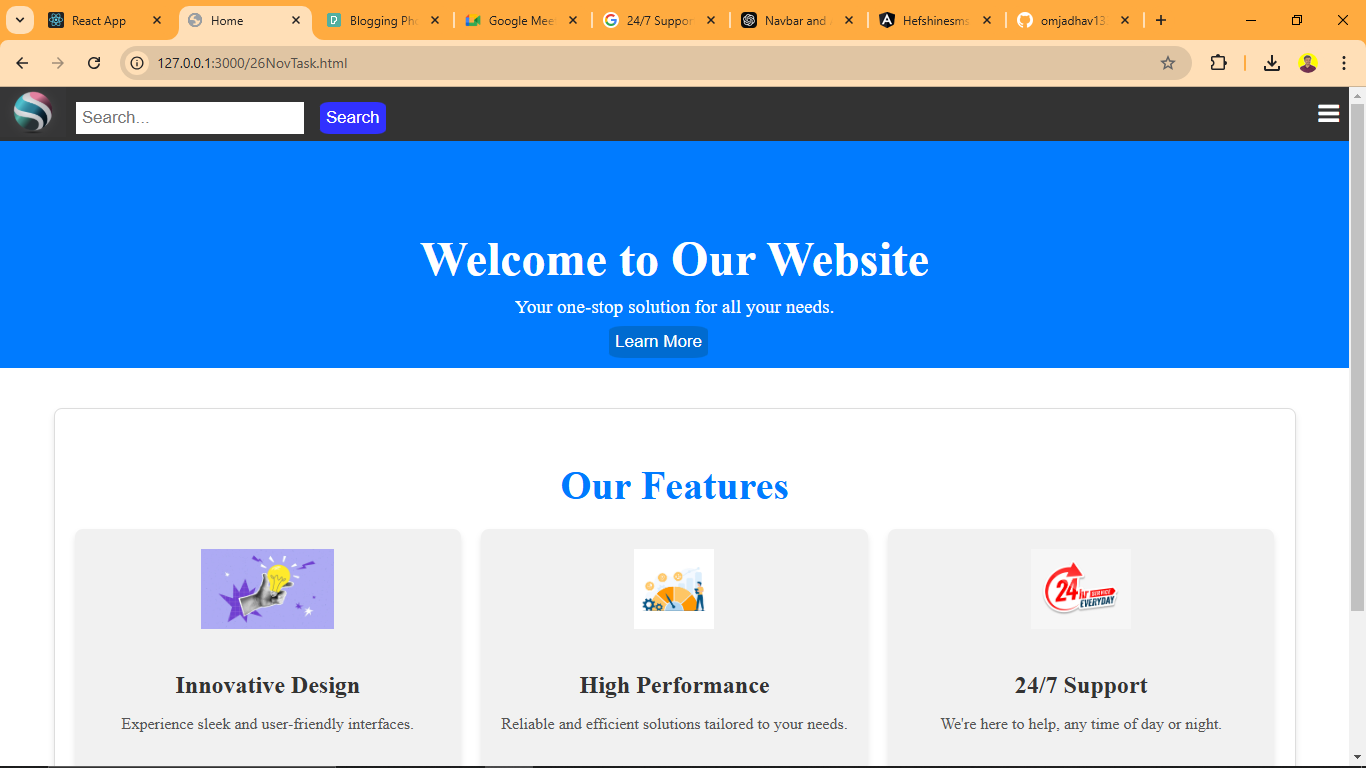 React App
Home
Blogging Pho
Google Mee
24/7 Suppor
Navbar and
Hefshinesms
omjadhav13
127.0.0.1:3000/26NovTask.html
Search...
Search
Welcome to Our Website
Your one-stop solution for all your needs.
Learn More
Our Features
24 hr SERVICE
EVERYDAY
Innovative Design
High Performance
24/7 Support
Experience sleek and user-friendly interfaces.
Reliable and efficient solutions tailored to your needs.
We're here to help, any time of day or night.